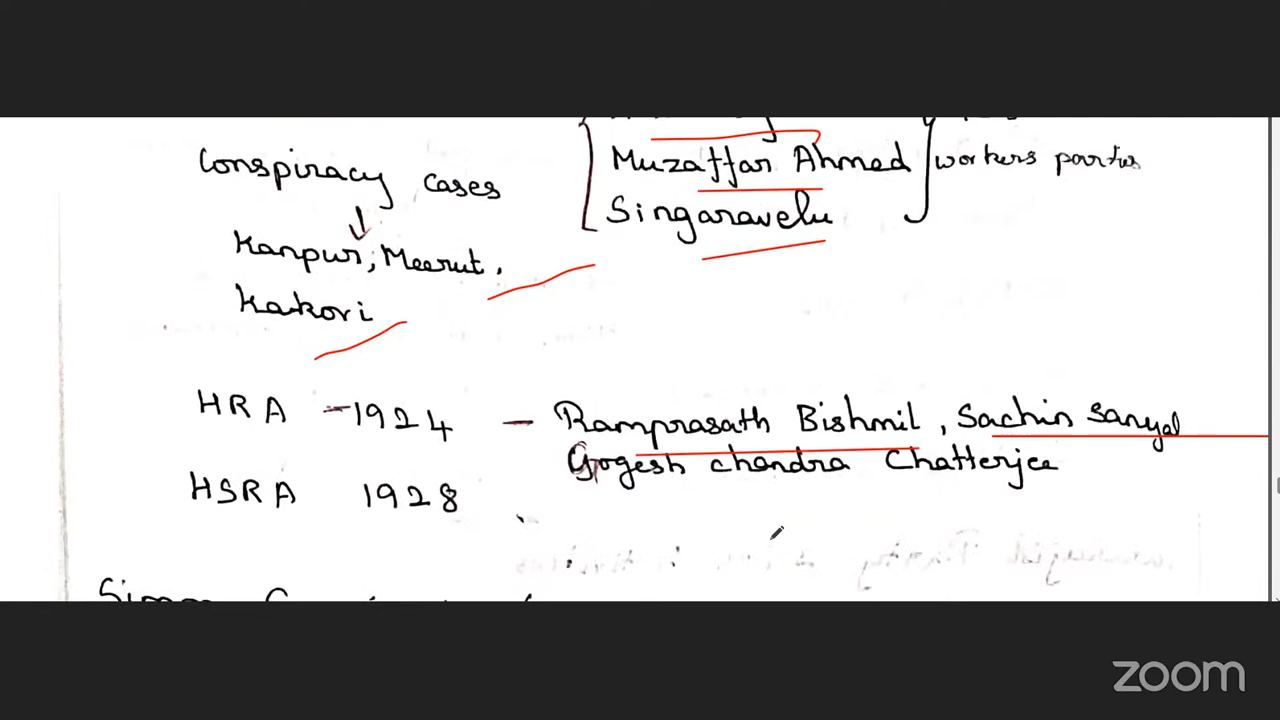 Conspiracy cases
Kanpur, Meerut,
Kakori
Muzaffar Ahmed
Singaravelu
workers parties
HRA - 1924 - Ramprasath Bishmil, Sachin Sanyal
Gogesh chandra Chatterjee
HSRA 1928
zoom